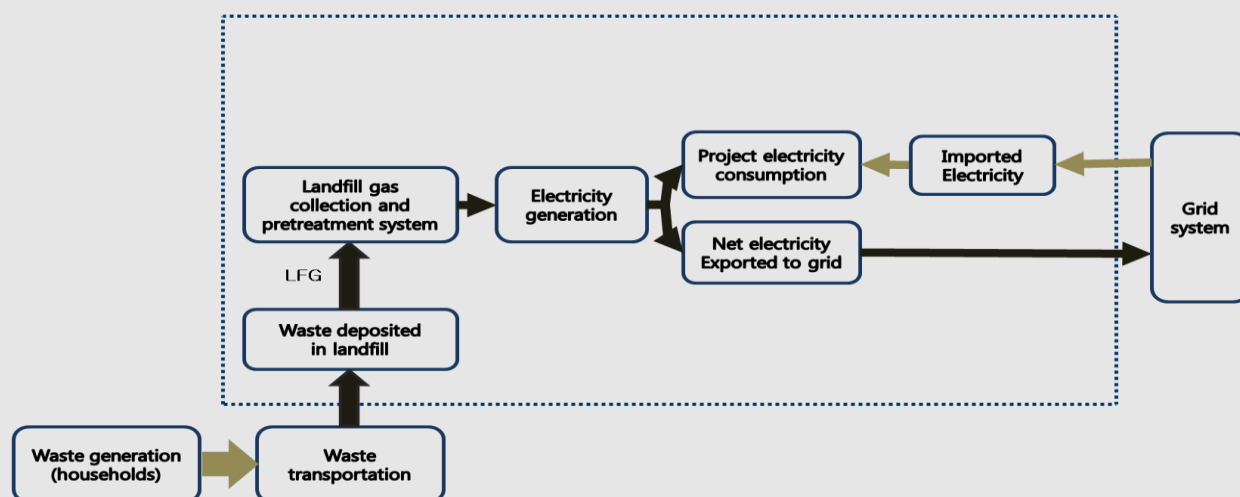 Project electricity
consumption
Imported
Electricity
Landfill gas
collection and
pretreatment system
Electricity
generation
Grid
system
Net electricity
Exported to grid
LFG
Waste deposited
in landfill
Waste generation
(households)
Waste
transportation